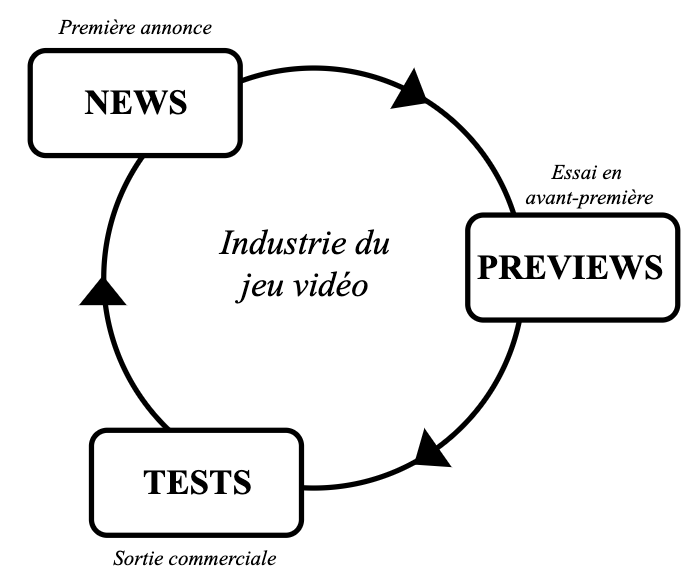 Première annonce
NEWS
Essai en
avant-première
PREVIEWS
Industrie du
jeu vidéo
TESTS
Sortie commerciale